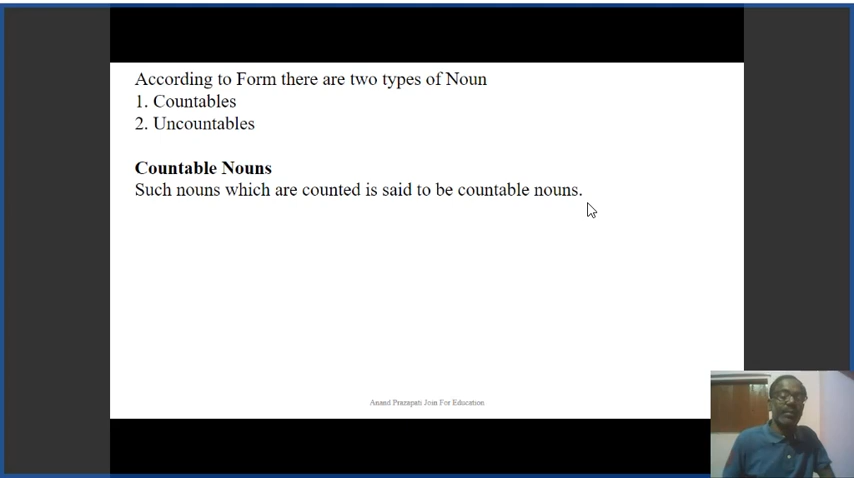 According to Form there are two types of Noun
1. Countables
2. Uncountables
Countable Nouns
Such nouns which are counted is said to be countable nouns.
Anand Prazapati Join For Education